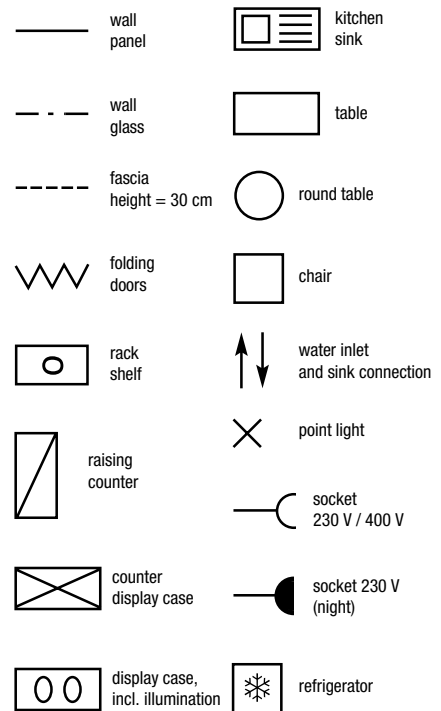 wall
panel
wall
glass
fascia
height = 30 cm
folding
doors
rack
shelf
raising
counter
counter
display case
display case,
incl. illumination
kitchen
sink
table
round table
chair
water inlet
and sink connection
point light
socket
230 V / 400 V
socket 230 V
(night)
refrigerator